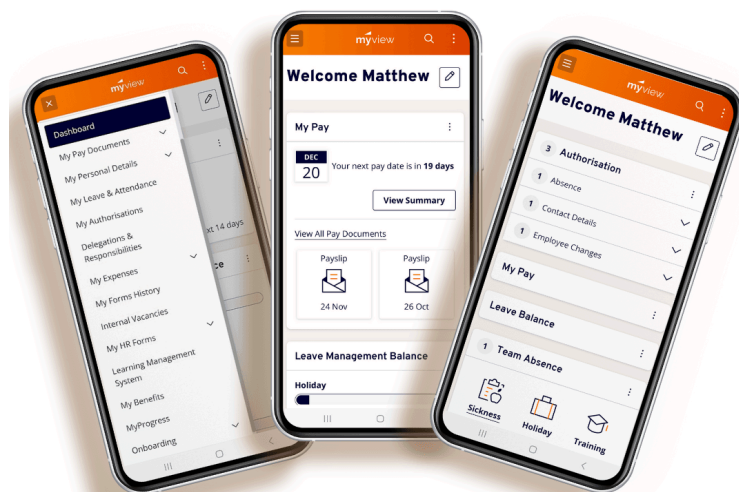 myview
Dashboard
My Pay Documents
My Personal Details
My Leave & Attendance
My Authorisations
Delegations &
Responsibilities
My Expenses
My Forms History
Internal Vacancies
My HR Forms
Learning Management
System
My Benefits
MyProgress
Onboarding
xt 14 days
ce
myview
Welcome Matthew
My Pay
DEC
20
Your next pay date is in 19 days
View Summary
View All Pay Documents
Payslip
24 Nov
Payslip
26 Oct
Leave Management Balance
Holiday
myview
Welcome Matthew
3 Authorisation
1 Absence
1 Contact Details
1 Employee Changes
My Pay
Leave Balance
1 Team Absence
Sickness
Holiday
Training